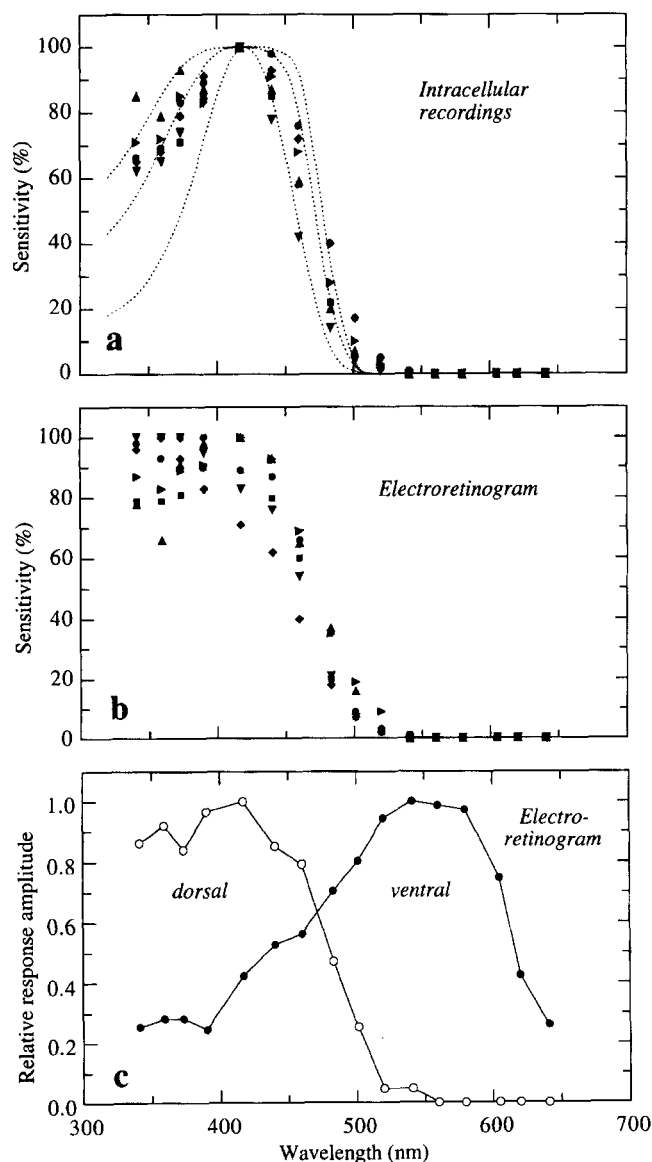 100
80
60
40
20
0
Sensitivity (%)
Intracellular
recordings
a
100
80
60
40
20
0
Sensitivity (%)
Electroretinogram
b
1.0
0.8
0.6
0.4
0.2
0.0
Relative response amplitude
Electro-
retinogram
dorsal
ventral
c
300
400
500
600
700
Wavelength (nm)